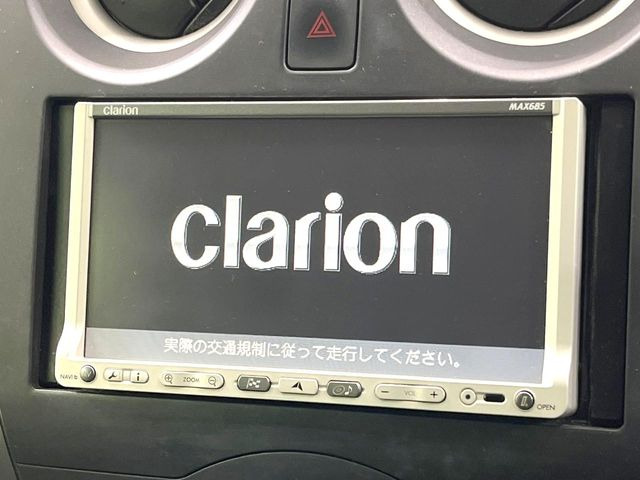 clarion
MAX685
clarion
実際の交通規制に従って走行してください。
NAVI
i
ZOOM
− VOL +
OPEN